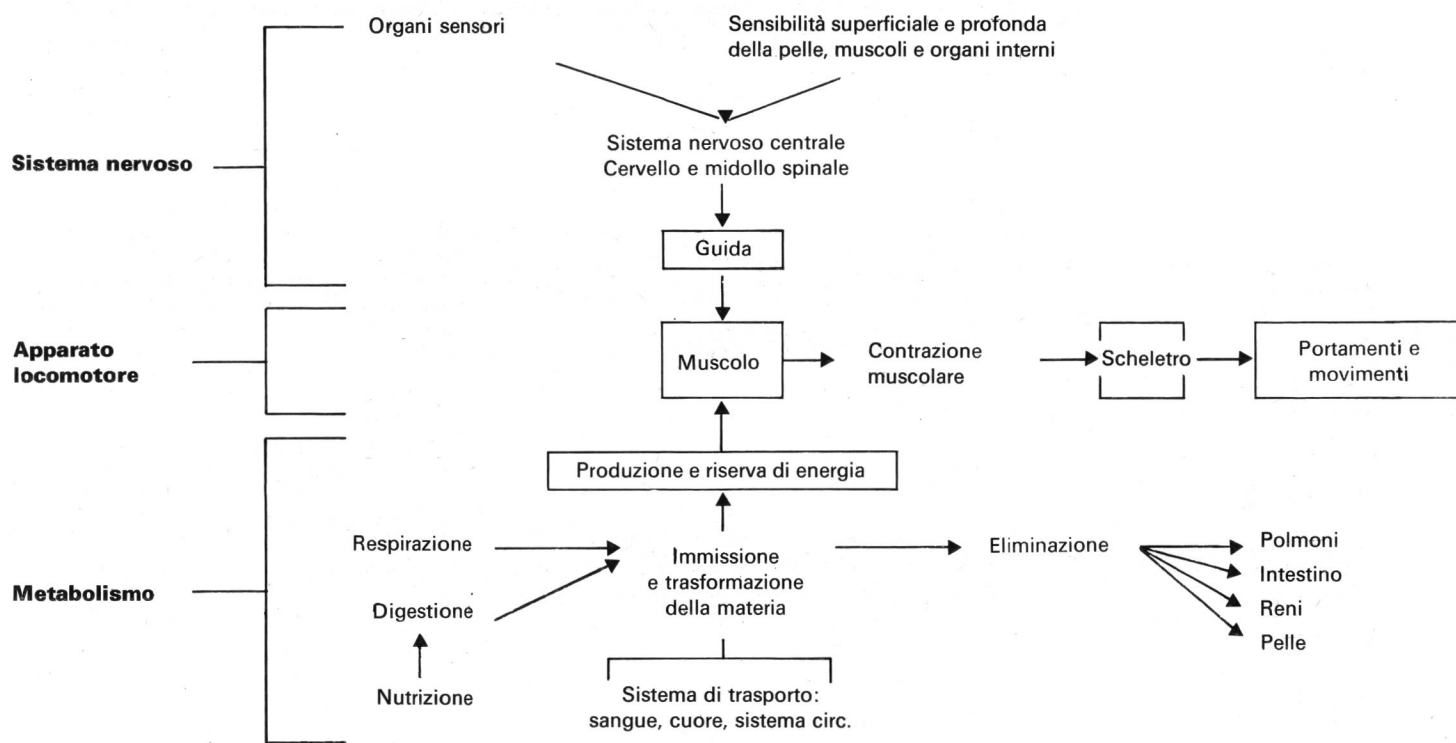 Organi sensori
Sensibilità superficiale e profonda
della pelle, muscoli e organi interni
Sistema nervoso
Sistema nervoso centrale
Cervello e midollo spinale
Guida
Apparato
locomotore
Muscolo
Contrazione
muscolare
Scheletro
Portamenti e
movimenti
Produzione e riserva di energia
Metabolismo
Respirazione
Digestione
Nutrizione
Immissione
e trasformazione
della materia
Eliminazione
Polmoni
Intestino
Reni
Pelle
Sistema di trasporto:
sangue, cuore, sistema circ.